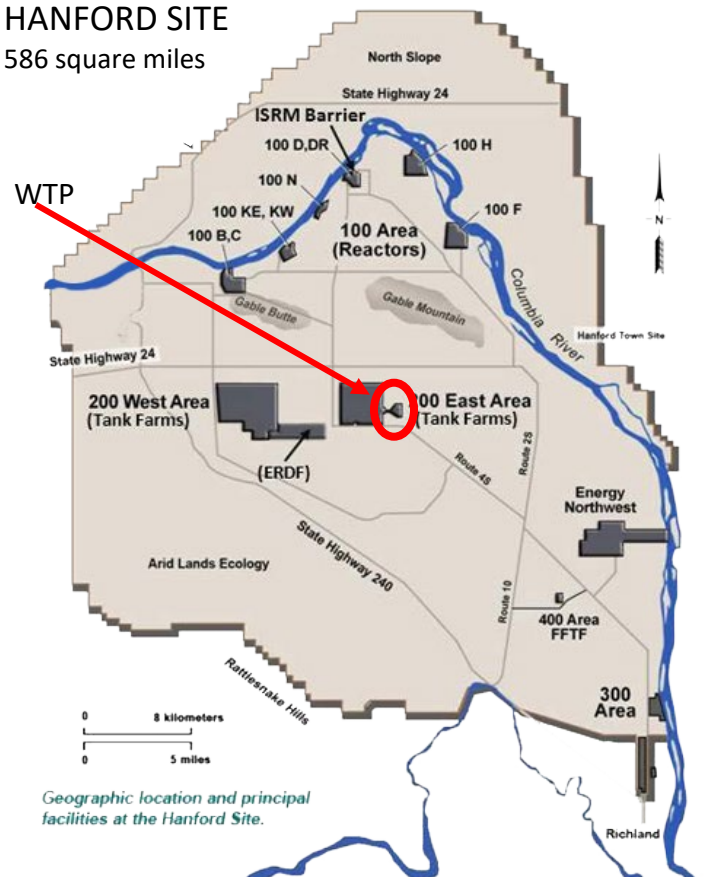 HANFORD SITE
586 square miles
North Slope
State Highway 24
ISRM Barrier
100 D,DR
100 H
100 N
WTP
100 KE, KW
100 F
100 B,C
100 Area
(Reactors)
N
Columbia River
Gable Butte
Gable Mountain
Hanford Town Site
State Highway 24
200 West Area
(Tank Farms)
200 East Area
(Tank Farms)
(ERDF)
Route 4S
Route 2S
Energy
Northwest
State Highway 240
Arid Lands Ecology
Route 10
400 Area
FFTF
Rattlesnake Hills
300
Area
0 8 kilometers
0 5 miles
Geographic location and principal
facilities at the Hanford Site.
Richland